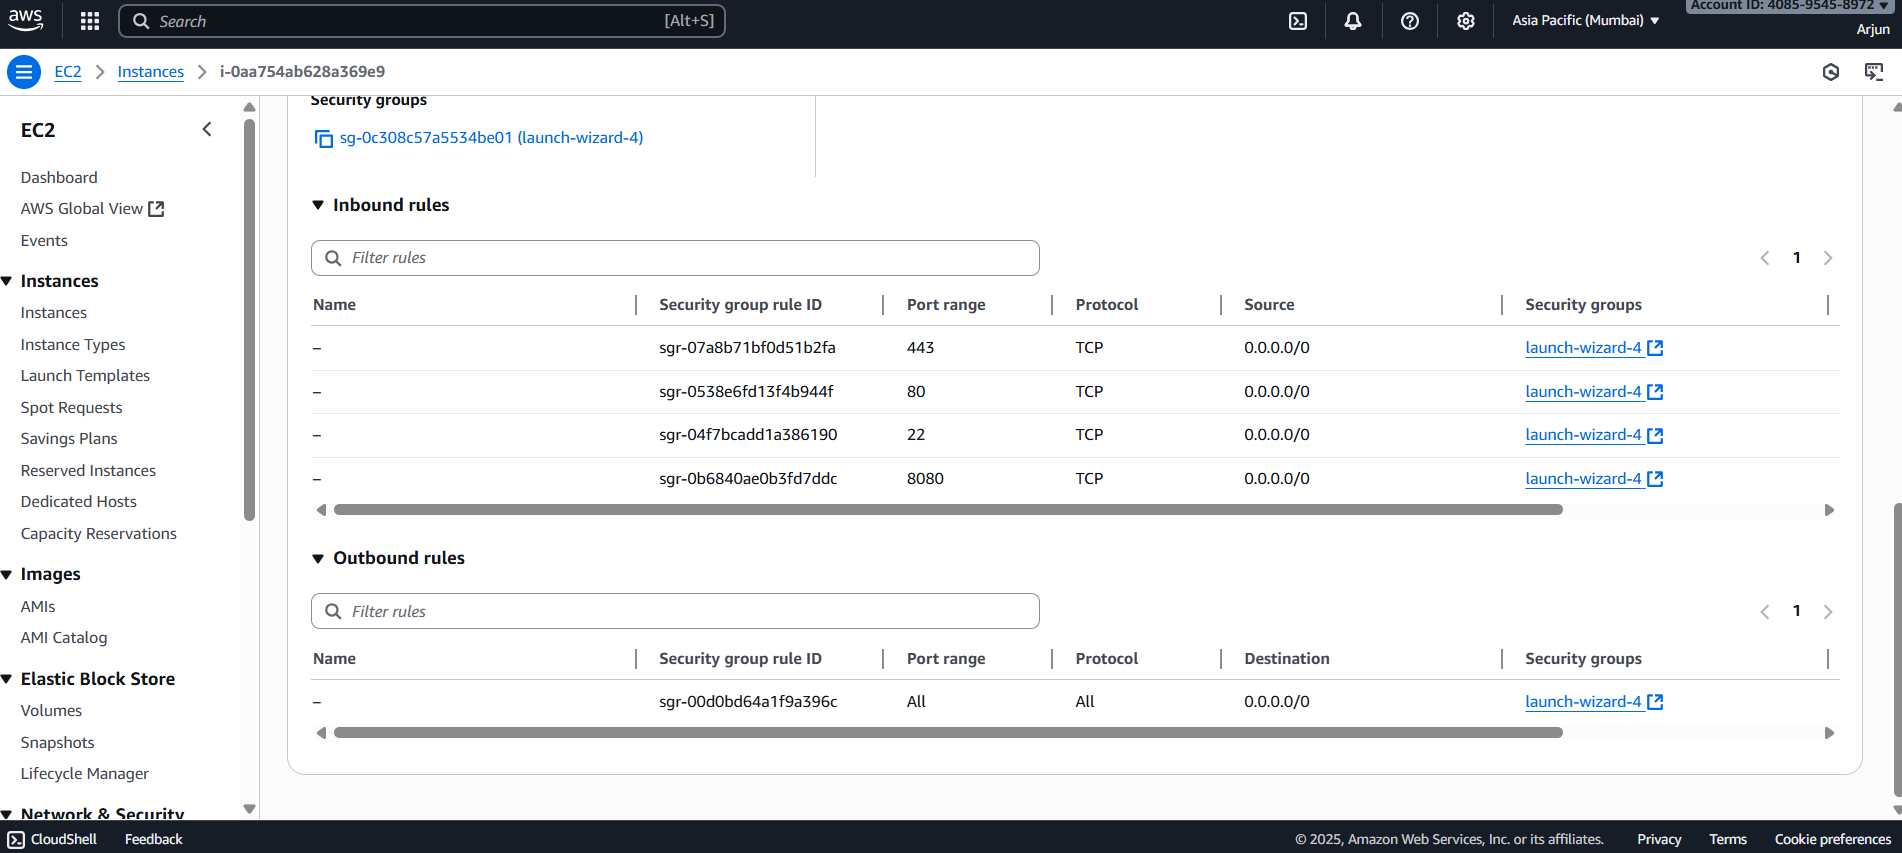 aws
Search [Alt+S]
Asia Pacific (Mumbai)
Account ID: 4085-9545-8972
Arjun
EC2
Instances
i-0aa754ab628a369e9
EC2
Dashboard
AWS Global View
Events
Instances
Instances
Instance Types
Launch Templates
Spot Requests
Savings Plans
Reserved Instances
Dedicated Hosts
Capacity Reservations
Images
AMIs
AMI Catalog
Elastic Block Store
Volumes
Snapshots
Lifecycle Manager
Network & Security
Security groups
sg-0c308c57a5534be01 (launch-wizard-4)
Inbound rules
Filter rules
1
Name Security group rule ID Port range Protocol Source Security groups
– sgr-07a8b71bf0d51b2fa 443 TCP 0.0.0.0/0 launch-wizard-4
– sgr-0538e6fd13f4b944f 80 TCP 0.0.0.0/0 launch-wizard-4
– sgr-04f7bcadd1a386190 22 TCP 0.0.0.0/0 launch-wizard-4
– sgr-0b6840ae0b3fd7ddc 8080 TCP 0.0.0.0/0 launch-wizard-4
Outbound rules
Filter rules
1
Name Security group rule ID Port range Protocol Destination Security groups
– sgr-00d0bd64a1f9a396c All All 0.0.0.0/0 launch-wizard-4
CloudShell Feedback © 2025, Amazon Web Services, Inc. or its affiliates. Privacy Terms Cookie preferences